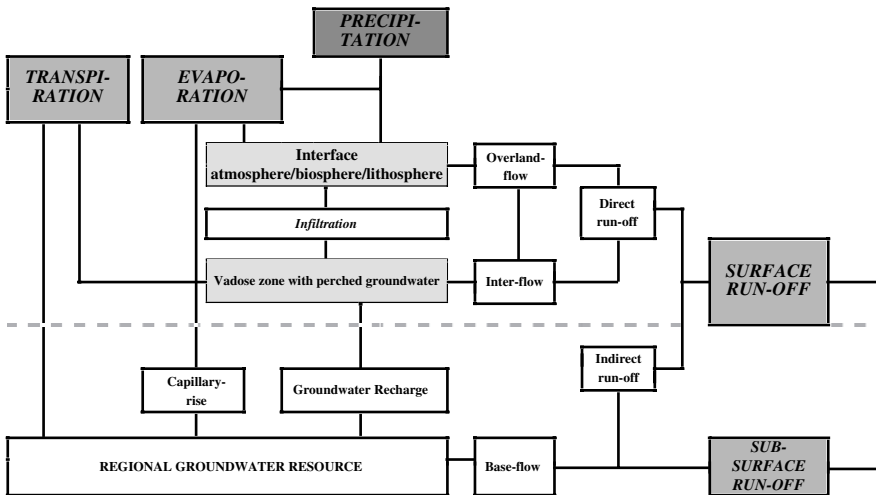 PRECIPI-
TATION
TRANSPI-
RATION
EVAPO-
RATION
Interface
atmosphere/biosphere/lithosphere
Overland-
flow
Infiltration
Direct
run-off
Vadose zone with perched groundwater
Inter-flow
SURFACE
RUN-OFF
Capillary-
rise
Groundwater Recharge
Indirect
run-off
REGIONAL GROUNDWATER RESOURCE
Base-flow
SUB-
SURFACE
RUN-OFF